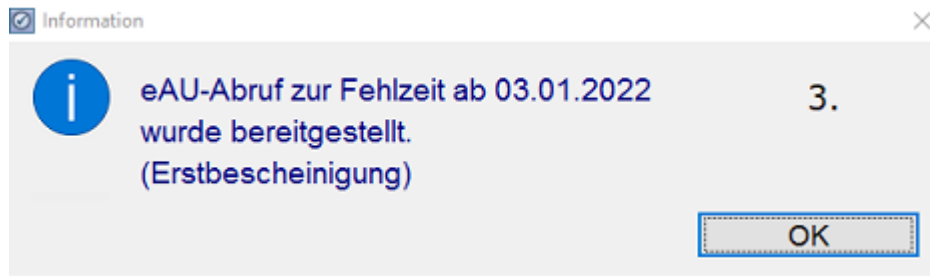 Information
eAU-Abruf zur Fehlzeit ab 03.01.2022
3.
wurde bereitgestellt.
(Erstbescheinigung)
OK